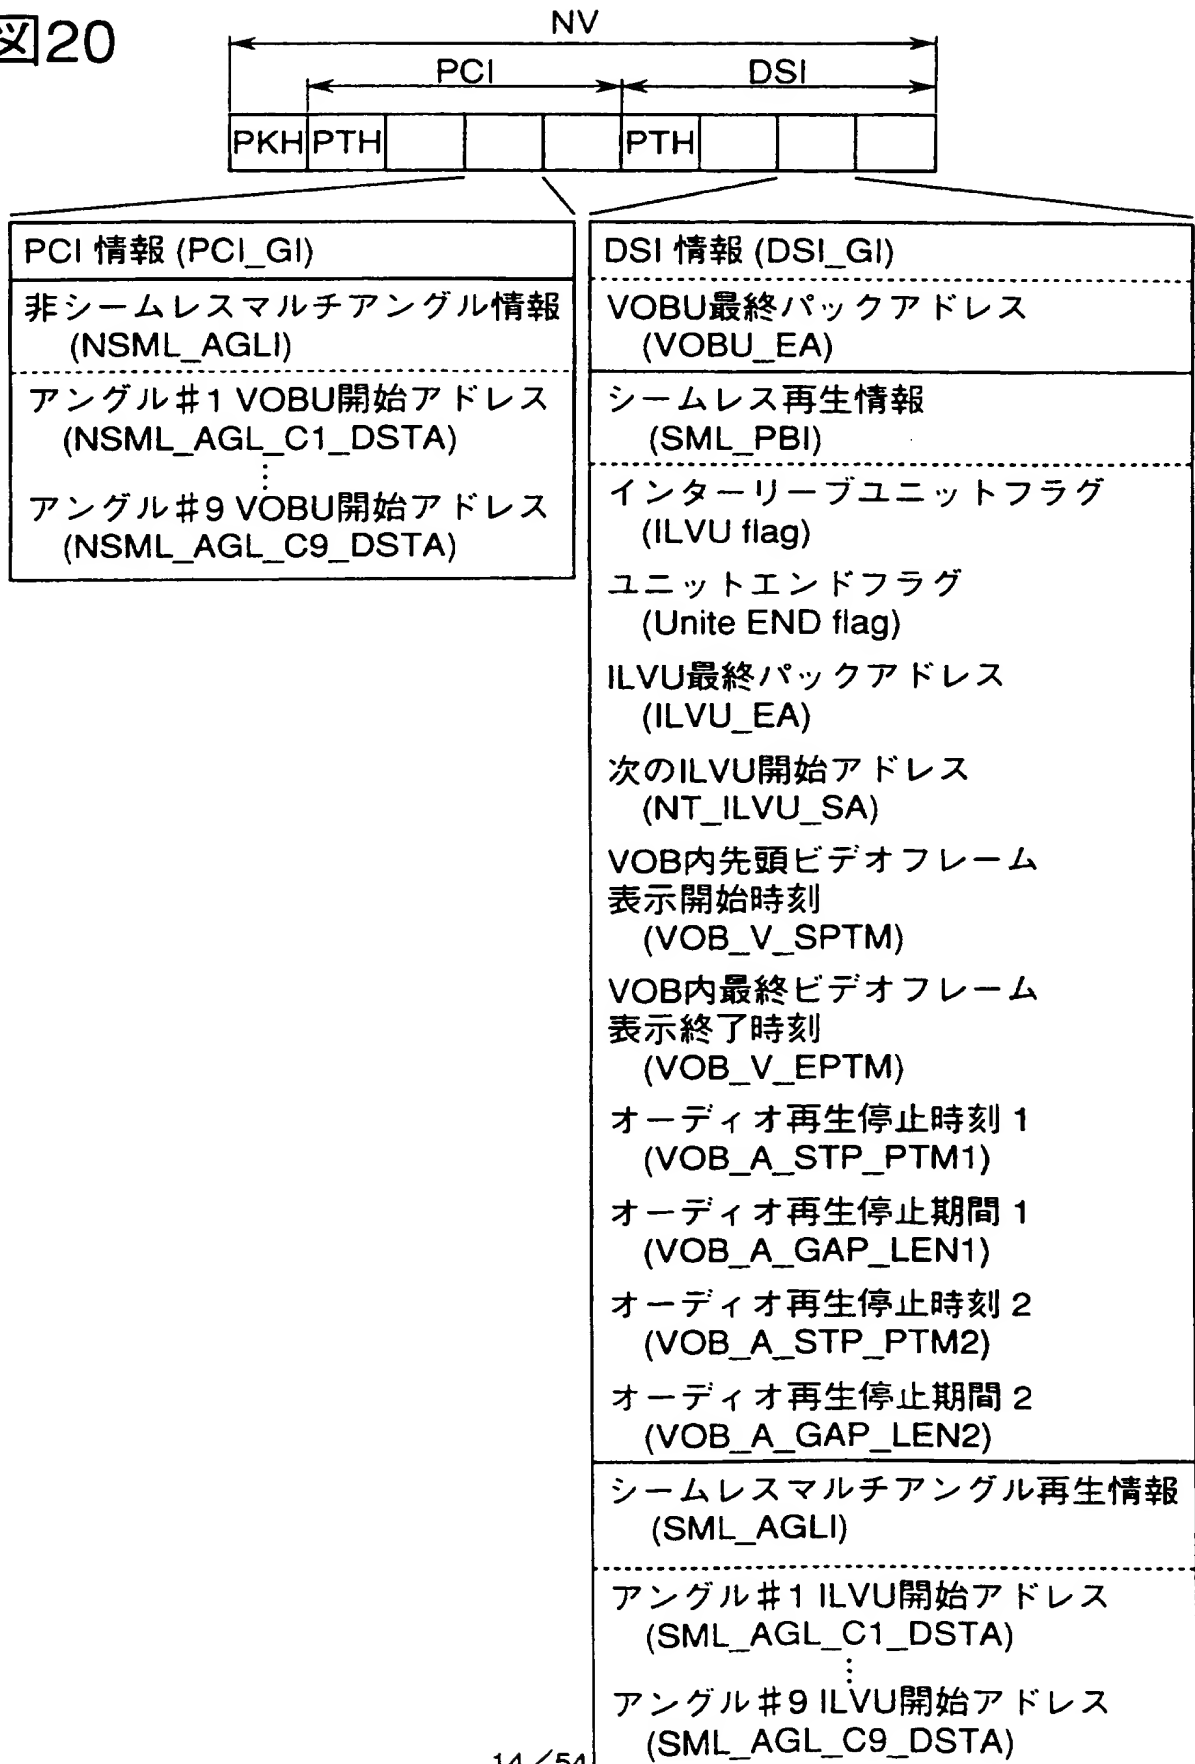 図20
NV
PCI
DSI
PKH
PTH
PTH
PCI 情報 (PCI_GI)
非シームレスマルチアングル情報
(NSML_AGLI)
アングル#1 VOBU開始アドレス
(NSML_AGL_C1_DSTA)
⋮
アングル#9 VOBU開始アドレス
(NSML_AGL_C9_DSTA)
DSI 情報 (DSI_GI)
VOBU最終パックアドレス
(VOBU_EA)
シームレス再生情報
(SML_PBI)
インターリーブユニットフラグ
(ILVU flag)
ユニットエンドフラグ
(Unite END flag)
ILVU最終パックアドレス
(ILVU_EA)
次のILVU開始アドレス
(NT_ILVU_SA)
VOB内先頭ビデオフレーム
表示開始時刻
(VOB_V_SPTM)
VOB内最終ビデオフレーム
表示終了時刻
(VOB_V_EPTM)
オーディオ再生停止時刻 1
(VOB_A_STP_PTM1)
オーディオ再生停止期間 1
(VOB_A_GAP_LEN1)
オーディオ再生停止時刻 2
(VOB_A_STP_PTM2)
オーディオ再生停止期間 2
(VOB_A_GAP_LEN2)
シームレスマルチアングル再生情報
(SML_AGLI)
アングル#1 ILVU開始アドレス
(SML_AGL_C1_DSTA)
⋮
アングル#9 ILVU開始アドレス
(SML_AGL_C9_DSTA)
14/54